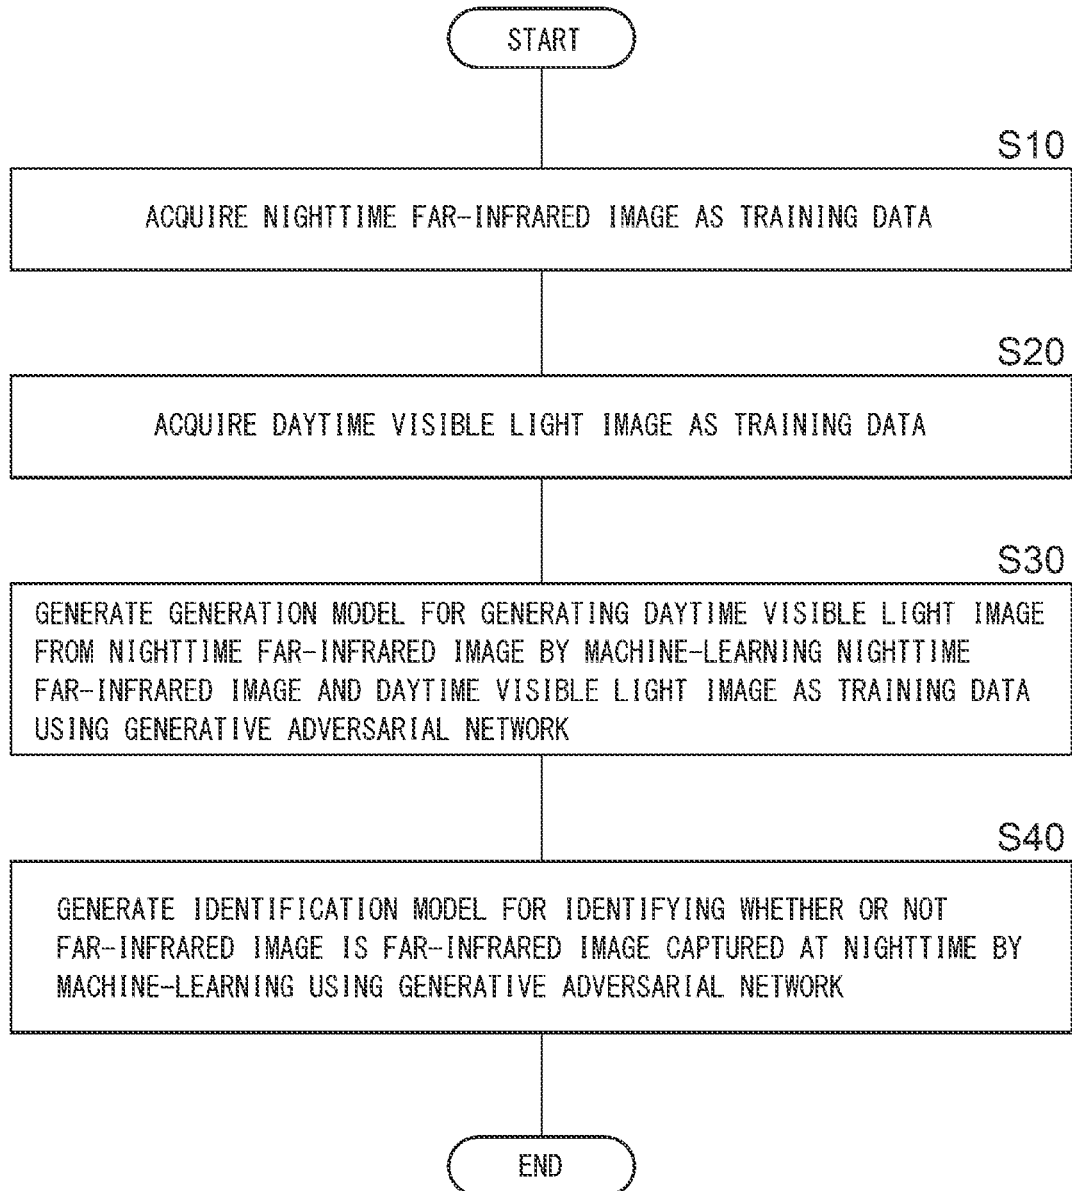 START
S10
ACQUIRE NIGHTTIME FAR-INFRARED IMAGE AS TRAINING DATA
S20
ACQUIRE DAYTIME VISIBLE LIGHT IMAGE AS TRAINING DATA
S30
GENERATE GENERATION MODEL FOR GENERATING DAYTIME VISIBLE LIGHT IMAGE
FROM NIGHTTIME FAR-INFRARED IMAGE BY MACHINE-LEARNING NIGHTTIME
FAR-INFRARED IMAGE AND DAYTIME VISIBLE LIGHT IMAGE AS TRAINING DATA
USING GENERATIVE ADVERSARIAL NETWORK
S40
GENERATE IDENTIFICATION MODEL FOR IDENTIFYING WHETHER OR NOT
FAR-INFRARED IMAGE IS FAR-INFRARED IMAGE CAPTURED AT NIGHTTIME BY
MACHINE-LEARNING USING GENERATIVE ADVERSARIAL NETWORK
END